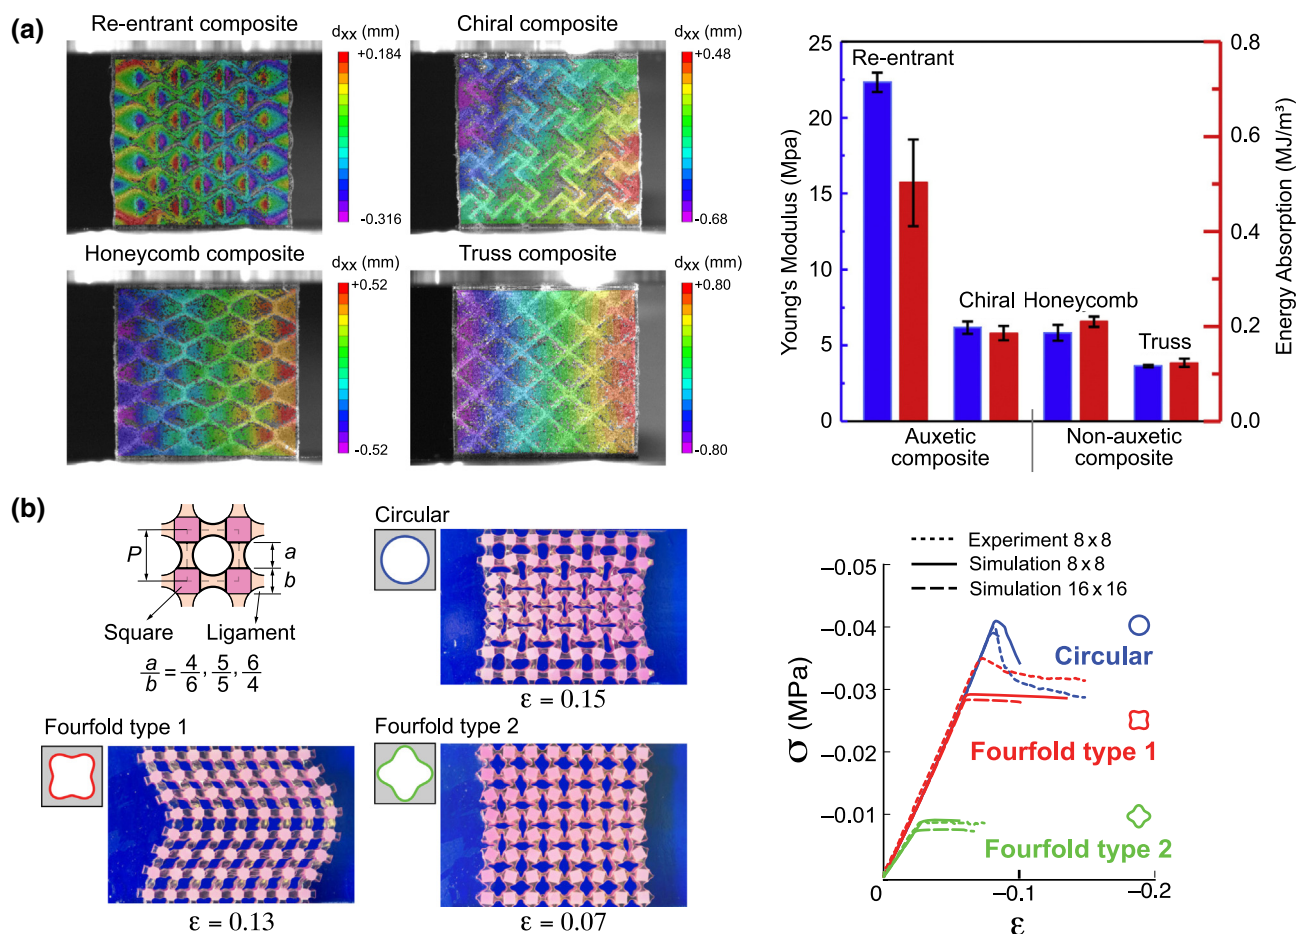 (a)
Re-entrant composite
dxx (mm)
+0.184
-0.316
Chiral composite
dxx (mm)
+0.48
-0.68
Honeycomb composite
dxx (mm)
+0.52
-0.52
Truss composite
dxx (mm)
+0.80
-0.80
25
20
15
10
5
0
Young's Modulus (Mpa)
Re-entrant
Chiral Honeycomb
Truss
0.8
0.6
0.4
0.2
0.0
Energy Absorption (MJ/m³)
Auxetic
composite
Non-auxetic
composite
(b)
P
a
b
Square
Ligament
a/b = 4/6, 5/5, 6/4
Circular
ε = 0.15
Fourfold type 1
ε = 0.13
Fourfold type 2
ε = 0.07
Experiment 8 x 8
Simulation 8 x 8
Simulation 16 x 16
−0.05
−0.04
−0.03
−0.02
−0.01
0
−0.1
−0.2
σ (MPa)
ε
Circular
Fourfold type 1
Fourfold type 2